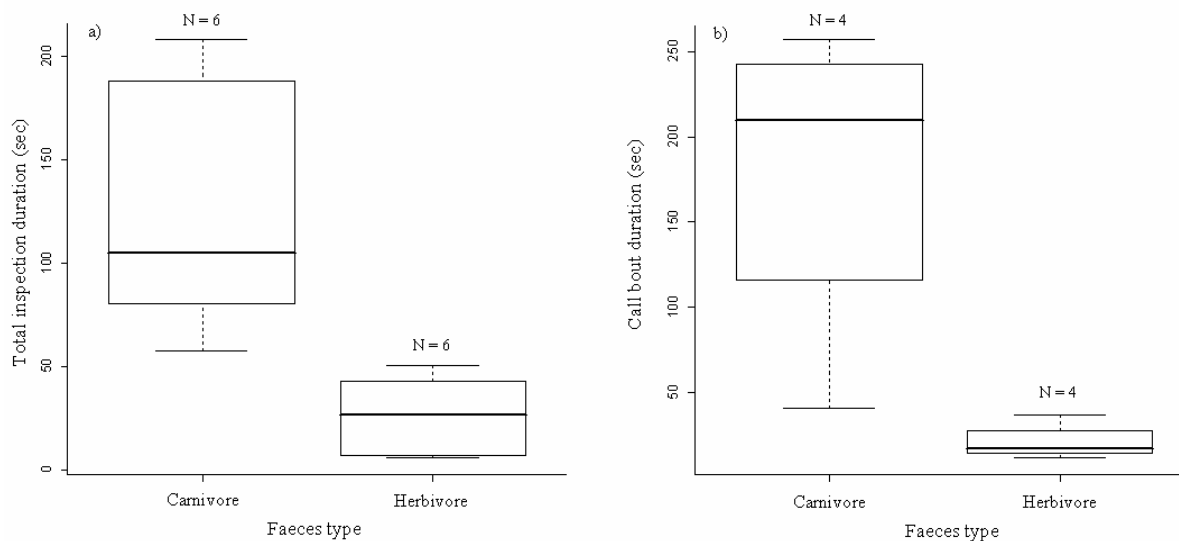 a)
N = 6
N = 6
Total inspection duration (sec)
200
150
100
50
0
Carnivore
Herbivore
Faeces type
b)
N = 4
N = 4
Call bout duration (sec)
250
200
150
100
50
Carnivore
Herbivore
Faeces type